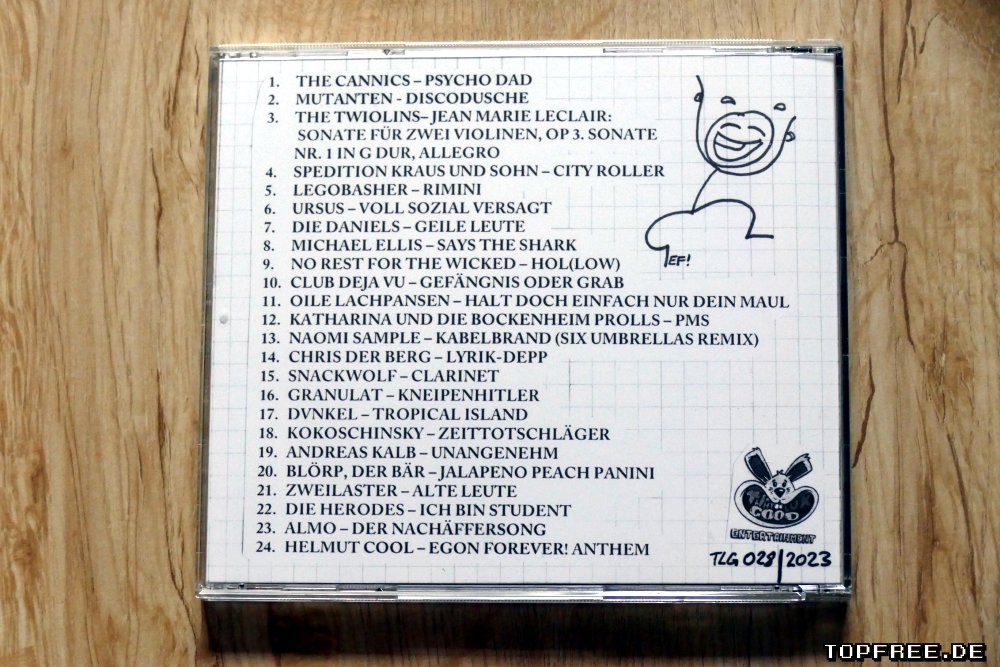 1. THE CANNICS – PSYCHO DAD
2. MUTANTEN - DISCODUSCHE
3. THE TWIOLINS– JEAN MARIE LECLAIR:
SONATE FÜR ZWEI VIOLINEN, OP 3. SONATE
NR. 1 IN G DUR, ALLEGRO
4. SPEDITION KRAUS UND SOHN – CITY ROLLER
5. LEGOBASHER – RIMINI
6. URSUS – VOLL SOZIAL VERSAGT
7. DIE DANIELS – GEILE LEUTE
8. MICHAEL ELLIS – SAYS THE SHARK
9. NO REST FOR THE WICKED – HOL(LOW)
EF!
10. CLUB DEJA VU – GEFÄNGNIS ODER GRAB
11. OILE LACHPANSEN – HALT DOCH EINFACH NUR DEIN MAUL
12. KATHARINA UND DIE BOCKENHEIM PROLLS – PMS
13. NAOMI SAMPLE – KABELBRAND (SIX UMBRELLAS REMIX)
14. CHRIS DER BERG – LYRIK-DEPP
15. SNACKWOLF – CLARINET
16. GRANULAT – KNEIPENHITLER
17. DVNKEL – TROPICAL ISLAND
18. KOKOSCHINSKY – ZEITTOTSCHLÄGER
19. ANDREAS KALB – UNANGENEHM
20. BLÖRP, DER BÄR – JALAPENO PEACH PANINI
21. ZWEILASTER – ALTE LEUTE
22. DIE HERODES – ICH BIN STUDENT
23. ALMO – DER NACHÄFFERSONG
24. HELMUT COOL – EGON FOREVER! ANTHEM
GOOD
ENTERTAINMENT
TLG 028/2023
TOPFREE.DE